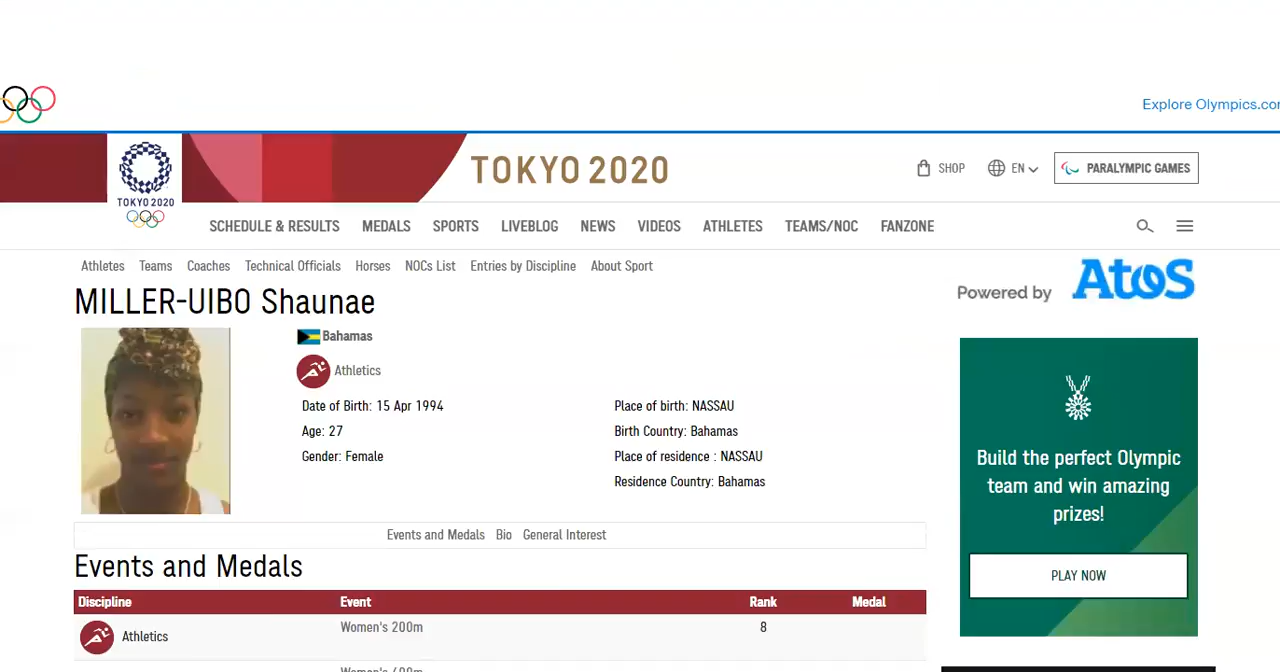 Explore Olympics.co
TOKYO 2020
TOKYO 2020
SHOP
EN
PARALYMPIC GAMES
SCHEDULE & RESULTS MEDALS SPORTS LIVEBLOG NEWS VIDEOS ATHLETES TEAMS/NOC FANZONE
Athletes Teams Coaches Technical Officials Horses NOCs List Entries by Discipline About Sport
Powered by Atos
MILLER-UIBO Shaunae
Bahamas
Athletics
Date of Birth: 15 Apr 1994
Age: 27
Gender: Female
Place of birth: NASSAU
Birth Country: Bahamas
Place of residence : NASSAU
Residence Country: Bahamas
Build the perfect Olympic
team and win amazing
prizes!
PLAY NOW
Events and Medals Bio General Interest
Events and Medals
Discipline Event Rank Medal
Athletics Women's 200m 8